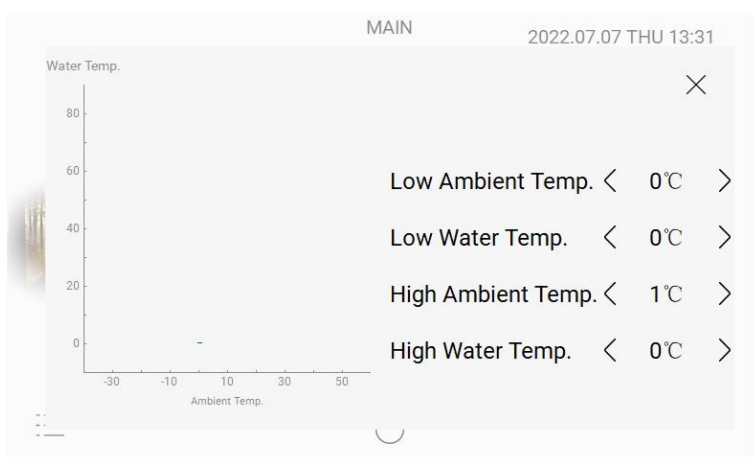 MAIN
2022.07.07 THU 13:31
Water Temp.
80
60
40
20
0
-30 -10 10 30 50
Ambient Temp.
Low Ambient Temp. 0℃
Low Water Temp. 0℃
High Ambient Temp. 1℃
High Water Temp. 0℃